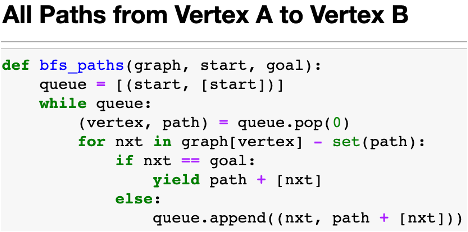 All Paths from Vertex A to Vertex B
def bfs_paths(graph, start, goal):
    queue = [(start, [start])]
    while queue:
        (vertex, path) = queue.pop(0)
        for nxt in graph[vertex] - set(path):
            if nxt == goal:
                yield path + [nxt]
            else:
                queue.append((nxt, path + [nxt]))